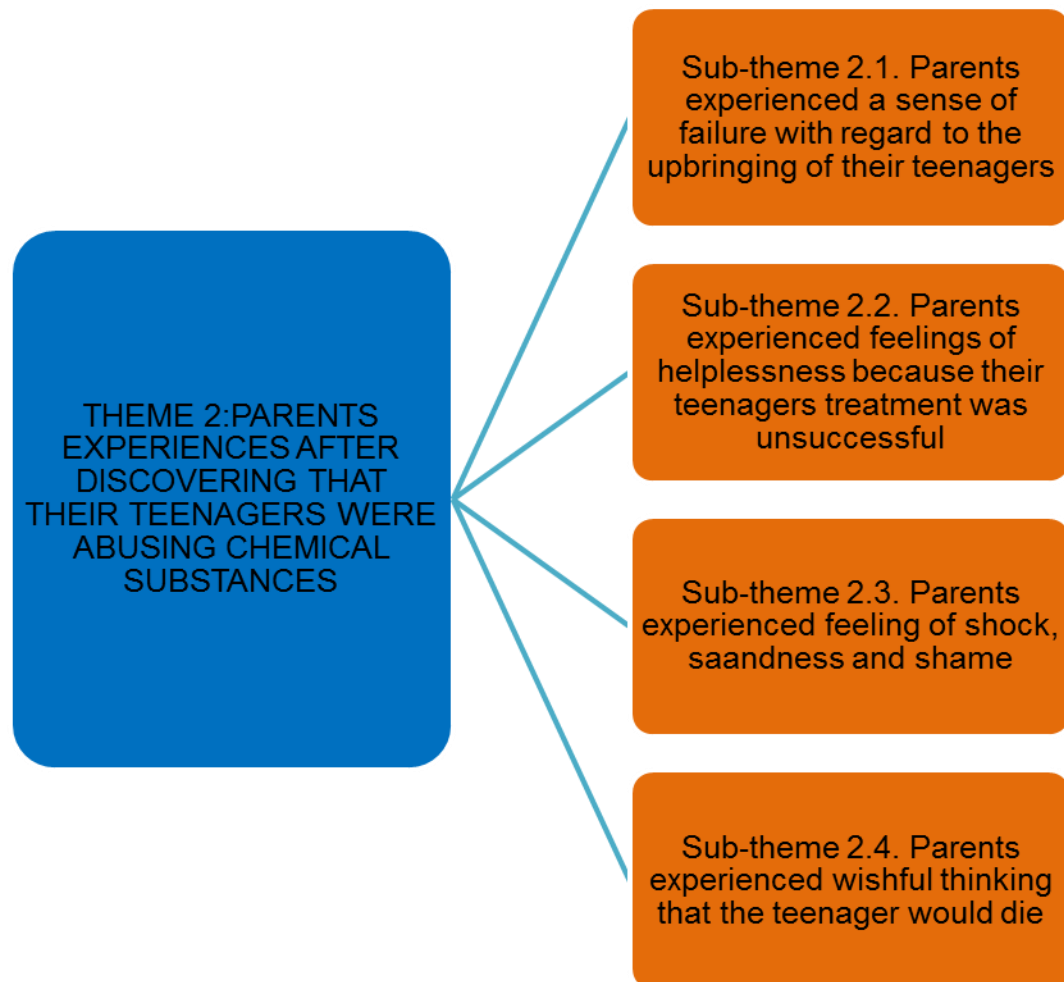 THEME 2:PARENTS
EXPERIENCES AFTER
DISCOVERING THAT
THEIR TEENAGERS WERE
ABUSING CHEMICAL
SUBSTANCES
Sub-theme 2.1. Parents
experienced a sense of
failure with regard to the
upbringing of their teenagers
Sub-theme 2.2. Parents
experienced feelings of
helplessness because their
teenagers treatment was
unsuccessful
Sub-theme 2.3. Parents
experienced feeling of shock,
saandness and shame
Sub-theme 2.4. Parents
experienced wishful thinking
that the teenager would die